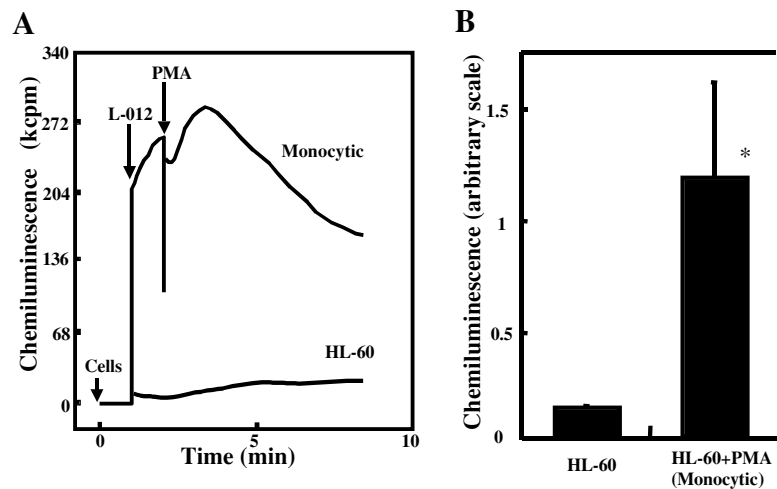 A
340
272
204
136
68
0
Chemiluminescence (kcpm)
PMA
L-012
Monocytic
HL-60
Cells
0
5
10
Time (min)
B
1.5
1
0.5
0
Chemiluminescence (arbitrary scale)
*
HL-60
HL-60+PMA
(Monocytic)